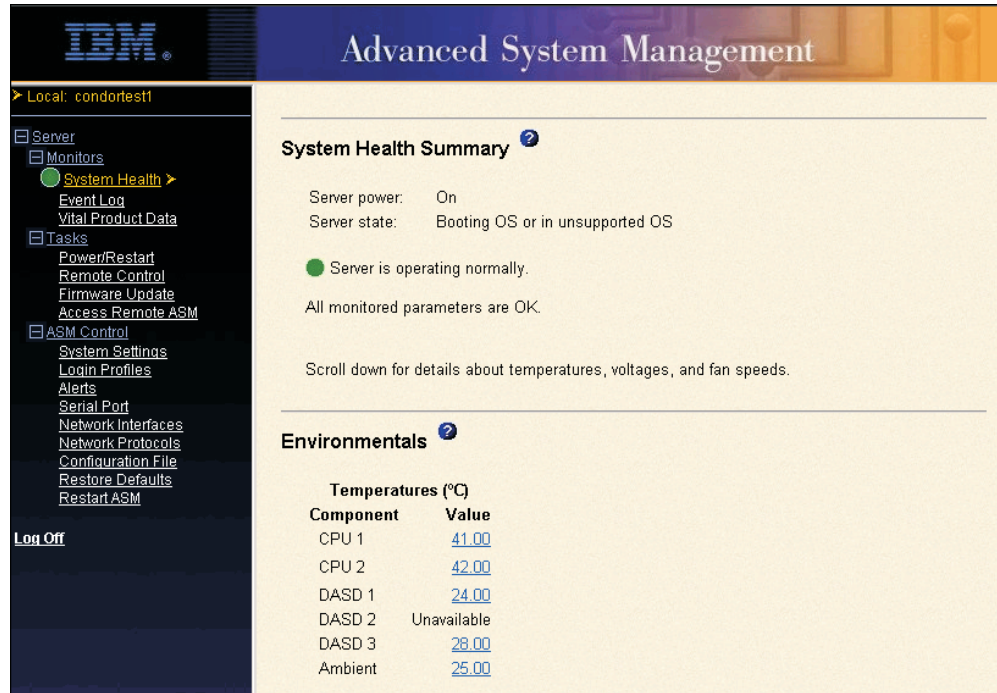 IBM®
Advanced System Management
Local: condortest1
Server
Monitors
System Health
Event Log
Vital Product Data
Tasks
Power/Restart
Remote Control
Firmware Update
Access Remote ASM
ASM Control
System Settings
Login Profiles
Alerts
Serial Port
Network Interfaces
Network Protocols
Configuration File
Restore Defaults
Restart ASM
Log Off
System Health Summary ?
Server power: On
Server state: Booting OS or in unsupported OS
Server is operating normally.
All monitored parameters are OK.
Scroll down for details about temperatures, voltages, and fan speeds.
Environmentals ?
Temperatures (ºC)
Component Value
CPU 1 41.00
CPU 2 42.00
DASD 1 24.00
DASD 2 Unavailable
DASD 3 28.00
Ambient 25.00